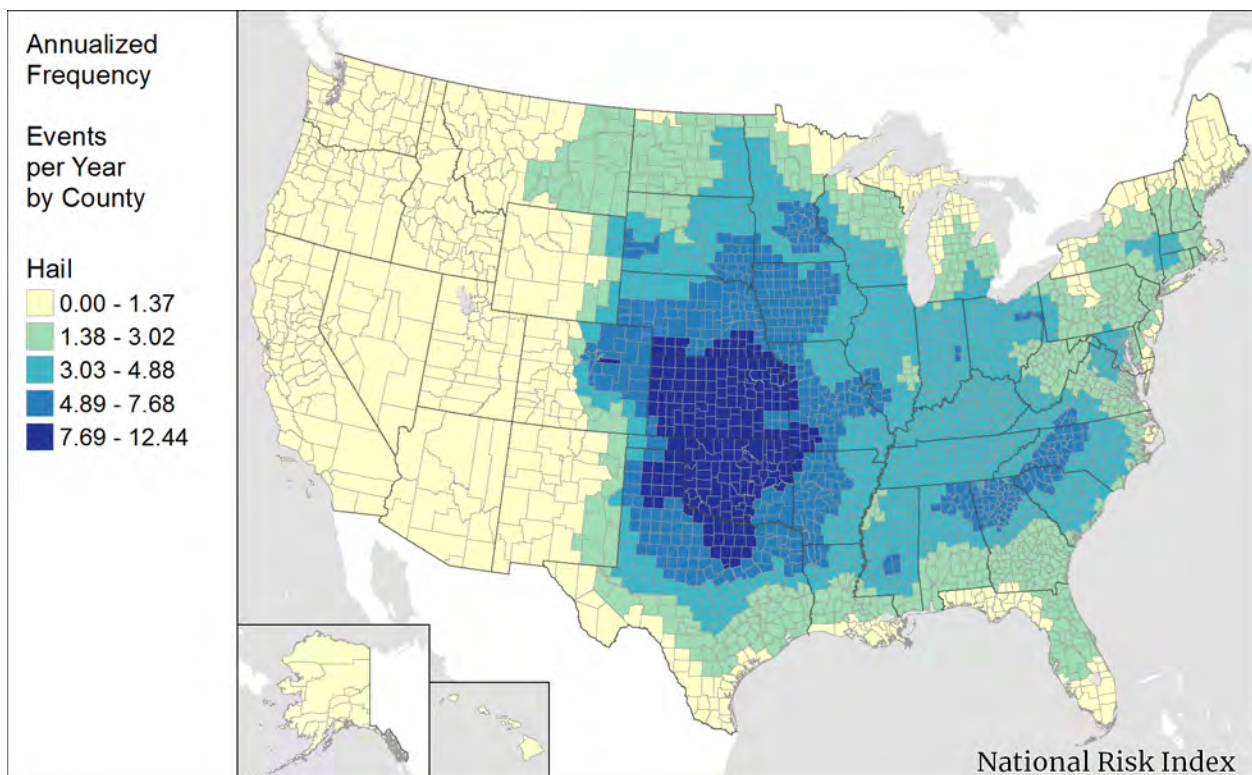 Annualized
Frequency
Events
per Year
by County
Hail
0.00 - 1.37
1.38 - 3.02
3.03 - 4.88
4.89 - 7.68
7.69 - 12.44
National Risk Index